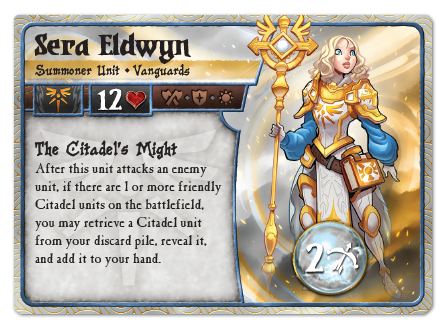 Sera Eldwyn
Summoner Unit • Vanguards
12
The Citadel's Might
After this unit attacks an enemy
unit, if there are 1 or more friendly
Citadel units on the battlefield,
you may retrieve a Citadel unit
from your discard pile, reveal it,
and add it to your hand.
2